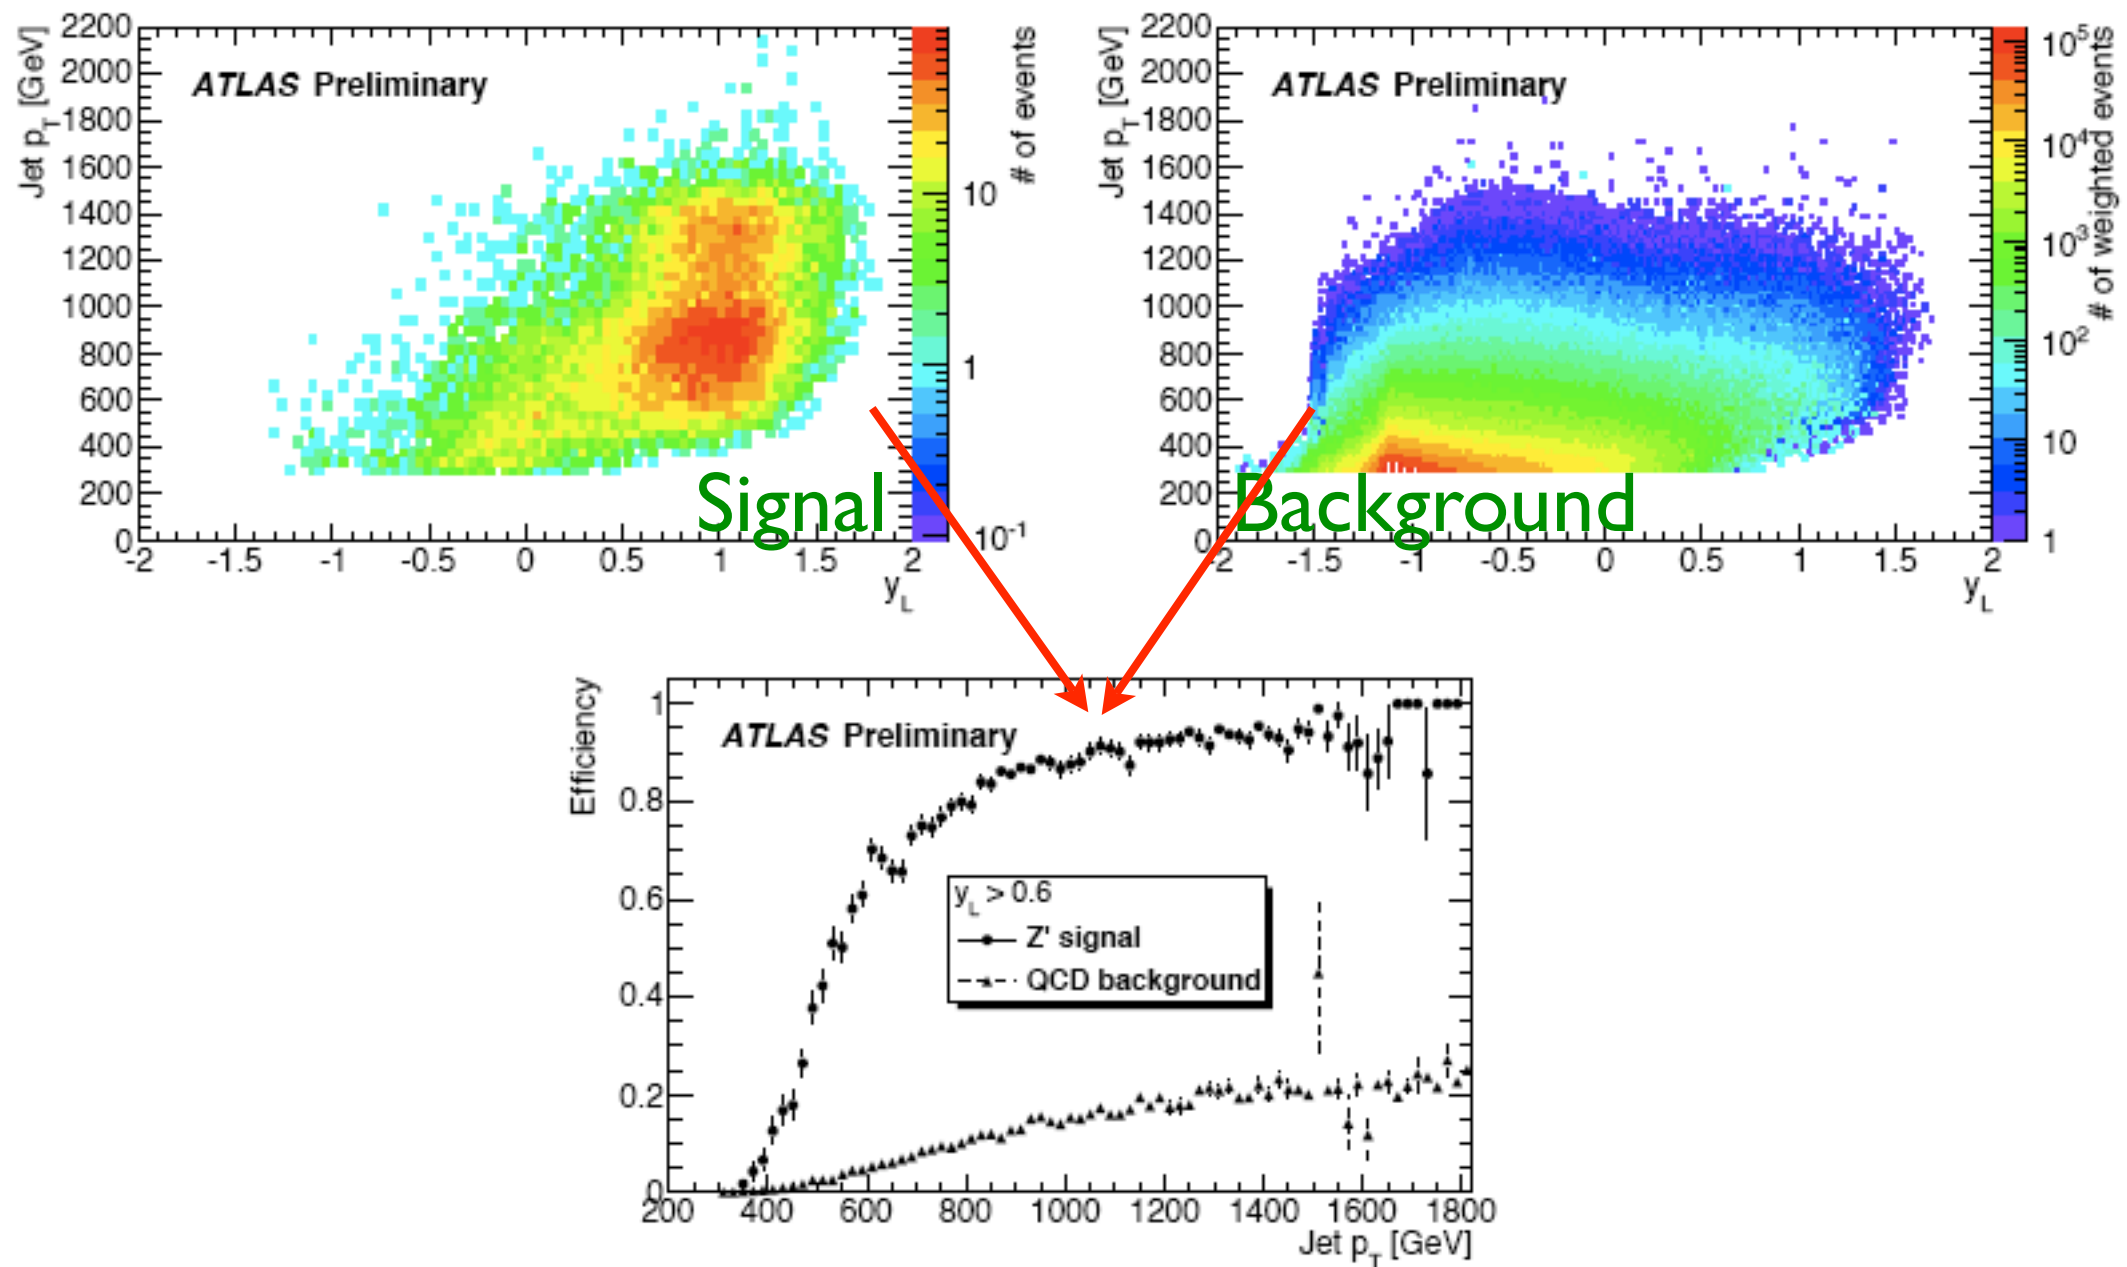 2200
2000
1800
1600
1400
1200
1000
800
600
400
200
0
Jet p_T [GeV]
ATLAS Preliminary
-2 -1.5 -1 -0.5 0 0.5 1 1.5 2
y_L
10
1
10^-1
# of events
Signal
2200
2000
1800
1600
1400
1200
1000
800
600
400
200
0
Jet p_T [GeV]
ATLAS Preliminary
-2 -1.5 -1 -0.5 0 0.5 1 1.5 2
y_L
10^5
10^4
10^3
10^2
10
1
# of weighted events
Background
Efficiency
1
0.8
0.6
0.4
0.2
0
ATLAS Preliminary
y_L > 0.6
Z' signal
QCD background
200 400 600 800 1000 1200 1400 1600 1800
Jet p_T [GeV]